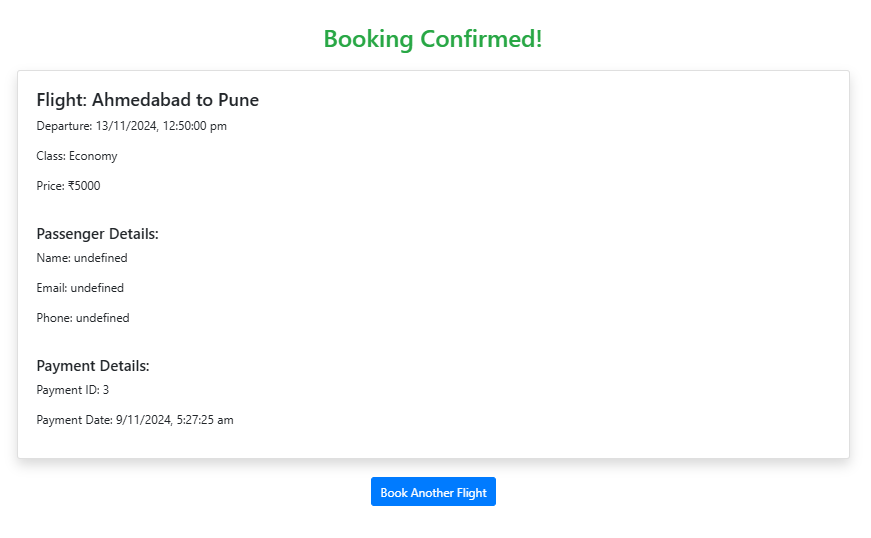 Booking Confirmed!
Flight: Ahmedabad to Pune
Departure: 13/11/2024, 12:50:00 pm
Class: Economy
Price: ₹5000
Passenger Details:
Name: undefined
Email: undefined
Phone: undefined
Payment Details:
Payment ID: 3
Payment Date: 9/11/2024, 5:27:25 am
Book Another Flight